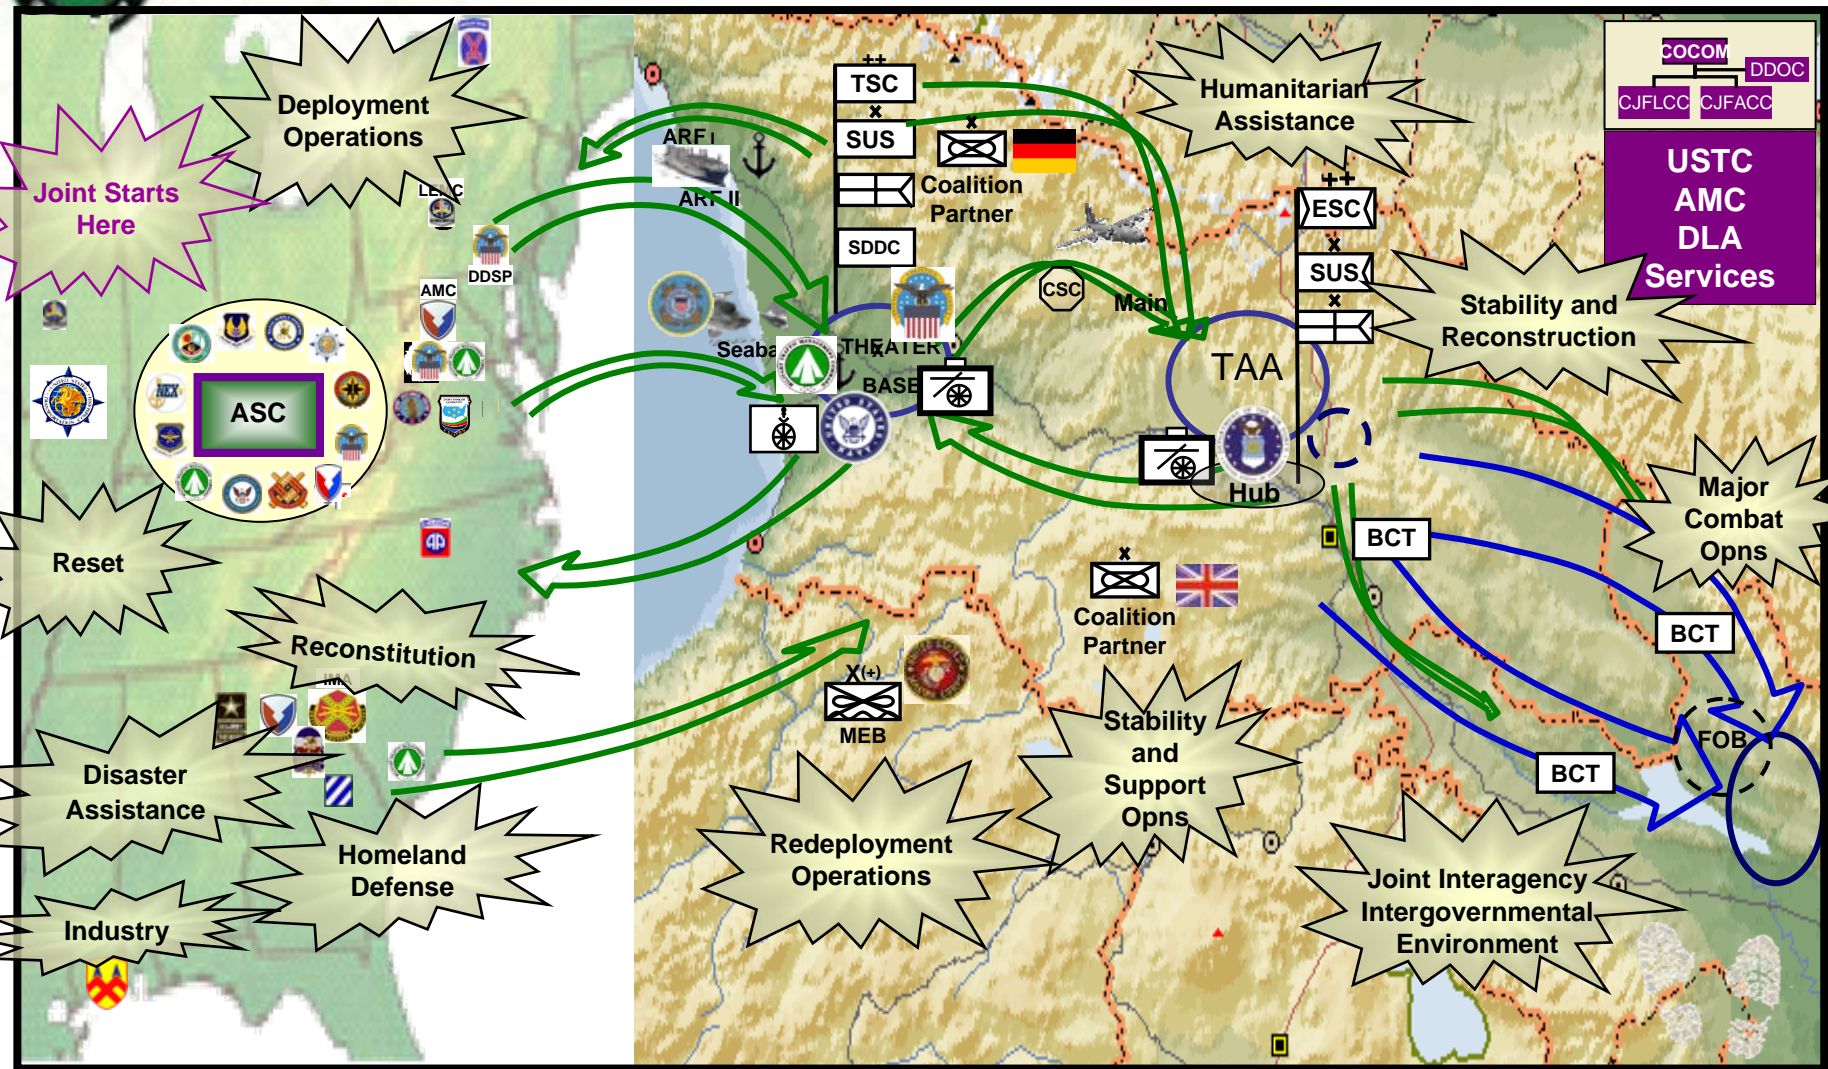 Deployment
Operations
Joint Starts
Here
DDSP
AMC
ASC
NEX
Reset
Reconstitution
IMA
Disaster
Assistance
Homeland
Defense
Industry
AA
++
TSC
x
SUS
SDDC
ARF I
ARF II
x
Coalition
Partner
Humanitarian
Assistance
COCOM
DDOC
CJFLCC
CJFACC
USTC
AMC
DLA
Services
++
ESC
x
SUS
x
Stability and
Reconstruction
CSC
Main
THEATER
x
BASE
TAA
Hub
Major
Combat
Opns
BCT
BCT
BCT
FOB
x
Coalition
Partner
X(+)
MEB
Stability
and
Support
Opns
Redeployment
Operations
Joint Interagency
Intergovernmental
Environment